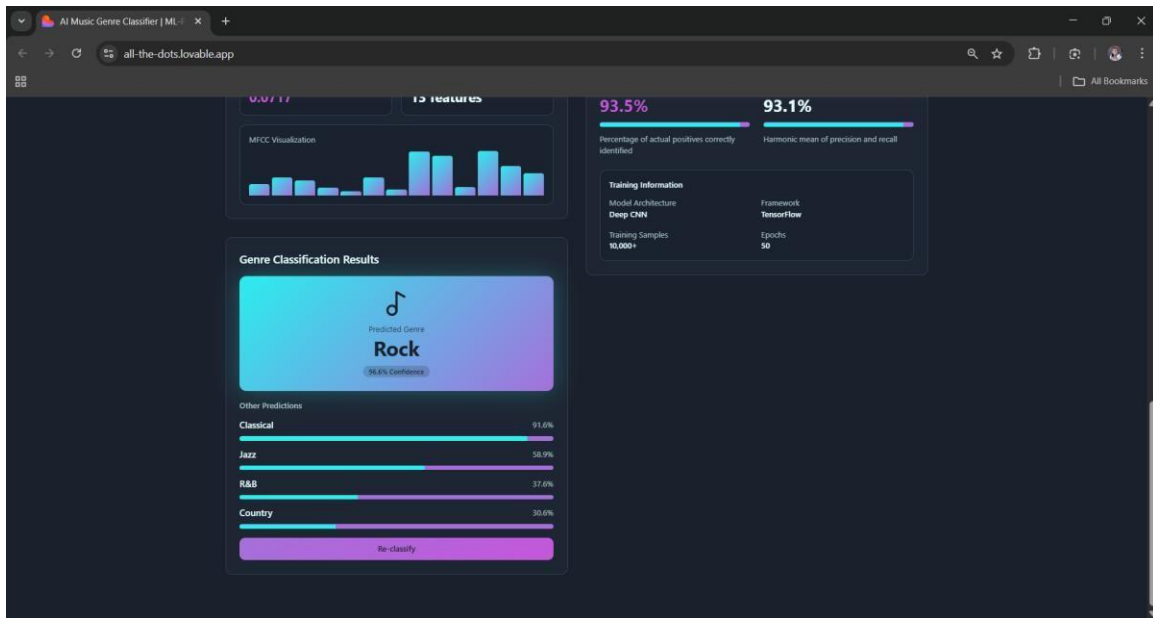 AI Music Genre Classifier | ML-
all-the-dots.lovable.app
All Bookmarks
0.0717
13 features
MFCC Visualization
93.5%
93.1%
Percentage of actual positives correctly
identified
Harmonic mean of precision and recall
Training Information
Model Architecture
Framework
Deep CNN
TensorFlow
Training Samples
Epochs
10,000+
50
Genre Classification Results
Predicted Genre
Rock
96.6% Confidence
Other Predictions
Classical
91.6%
Jazz
58.9%
R&B
37.6%
Country
30.6%
Re-classify